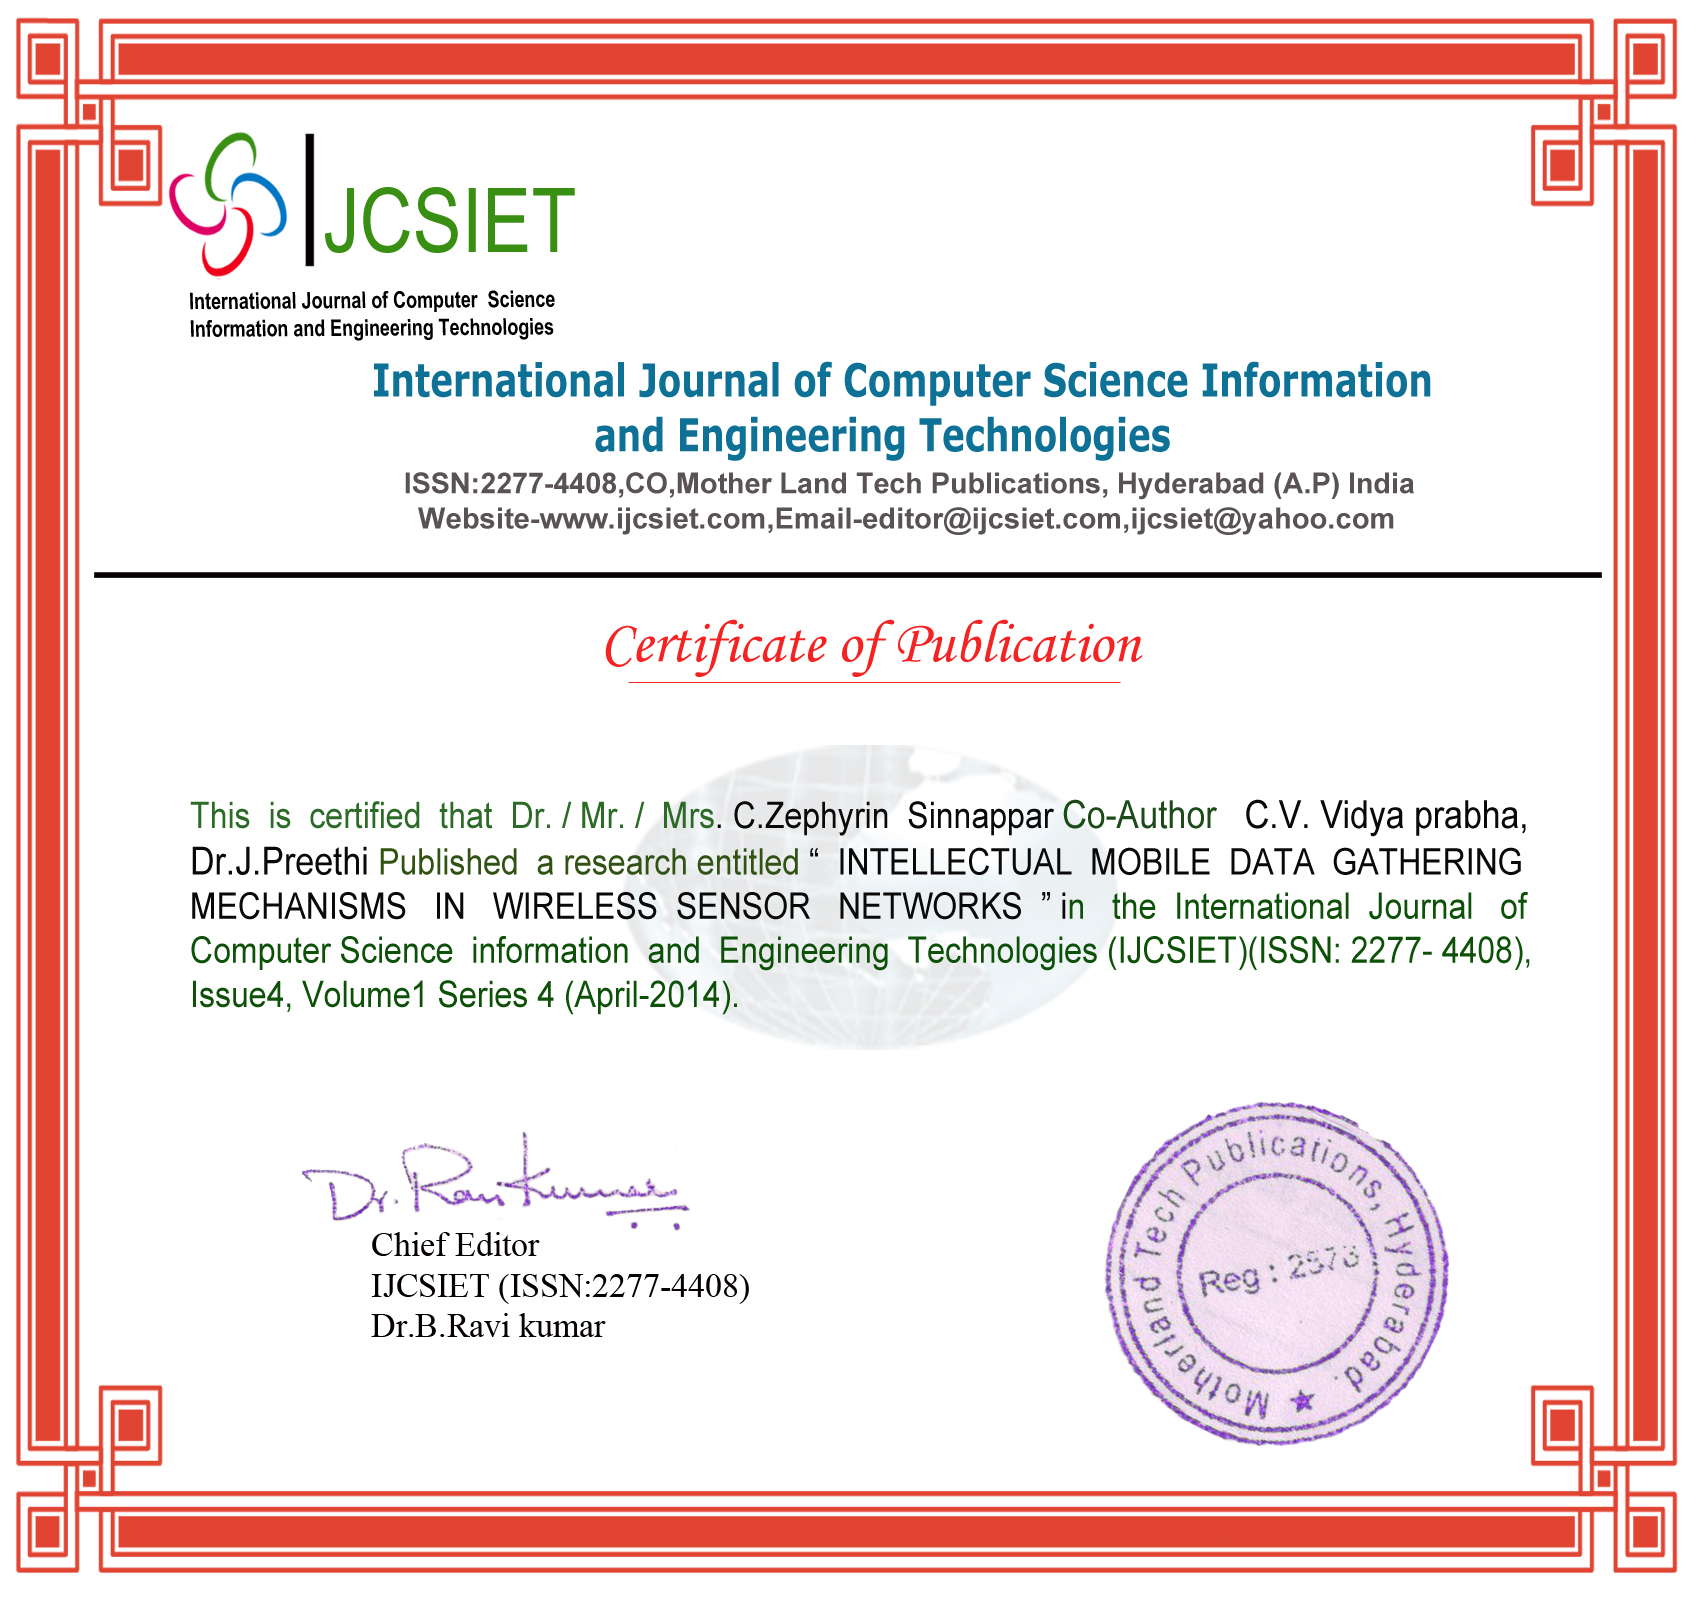 IJCSIET
International Journal of Computer Science
Information and Engineering Technologies
International Journal of Computer Science Information
and Engineering Technologies
ISSN:2277-4408,CO,Mother Land Tech Publications, Hyderabad (A.P) India
Website-www.ijcsiet.com,Email-editor@ijcsiet.com,ijcsiet@yahoo.com
Certificate of Publication
This is certified that Dr. / Mr. / Mrs. C.Zephyrin Sinnappar Co-Author C.V. Vidya prabha,
Dr.J.Preethi Published a research entitled “ INTELLECTUAL MOBILE DATA GATHERING
MECHANISMS IN WIRELESS SENSOR NETWORKS ” in the International Journal of
Computer Science information and Engineering Technologies (IJCSIET)(ISSN: 2277- 4408),
Issue4, Volume1 Series 4 (April-2014).
Dr. Ravi Kumar
Chief Editor
IJCSIET (ISSN:2277-4408)
Dr.B.Ravi kumar
Motherland Tech Publications, Hyderabad.
Reg : 2573